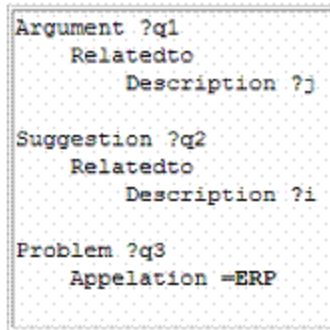 Argument ?q1
Relatedto
Description ?j
Suggestion ?q2
Relatedto
Description ?i
Problem ?q3
Appelation =ERP